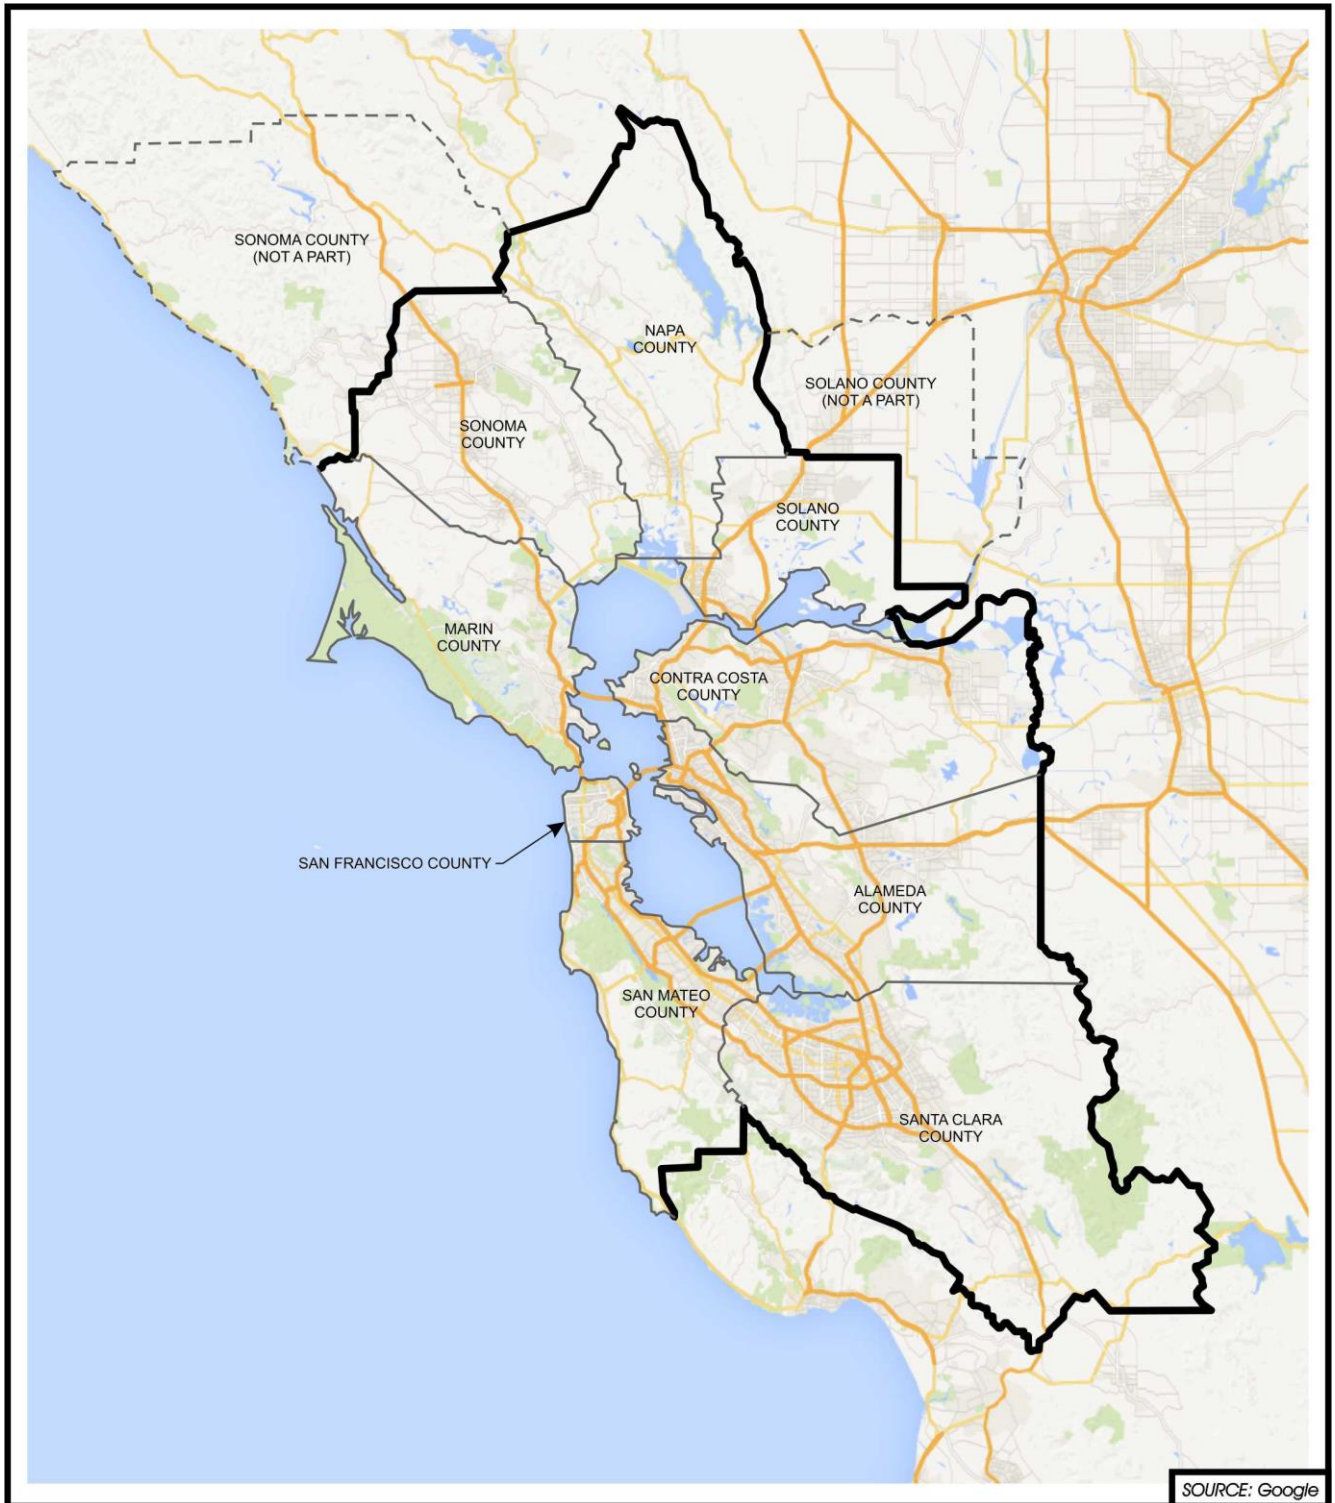 SONOMA COUNTY
(NOT A PART)
NAPA
COUNTY
SOLANO COUNTY
(NOT A PART)
SONOMA
COUNTY
SOLANO
COUNTY
MARIN
COUNTY
CONTRA COSTA
COUNTY
SAN FRANCISCO COUNTY
ALAMEDA
COUNTY
SAN MATEO
COUNTY
SANTA CLARA
COUNTY
SOURCE: Google